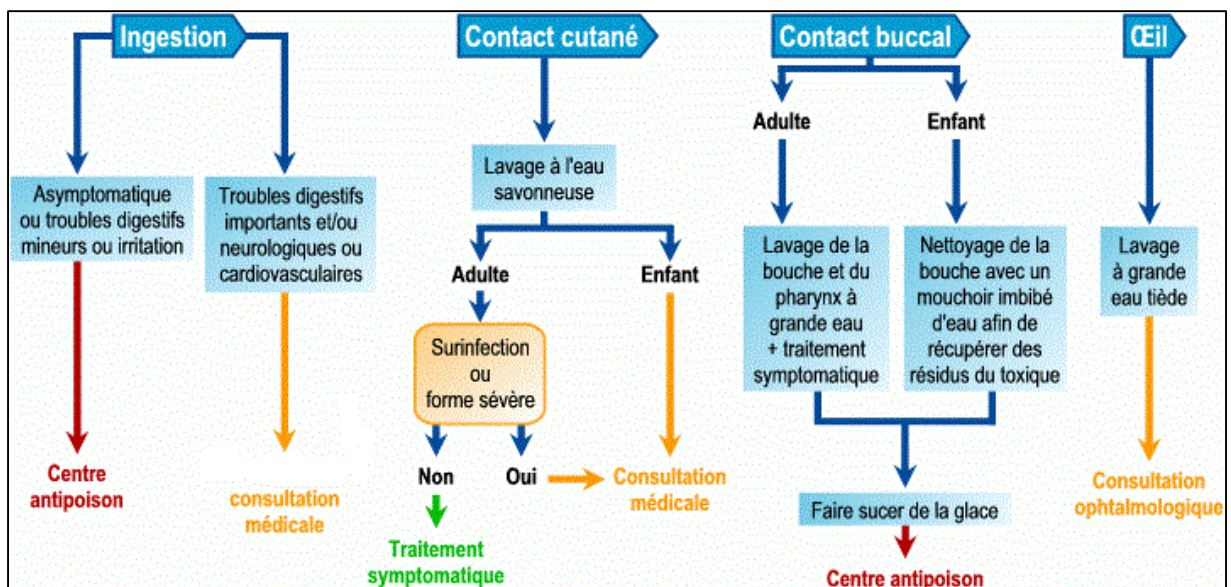 Ingestion
Asymptomatique
ou troubles digestifs
mineurs ou irritation
Centre
antipoison
Troubles digestifs
importants et/ou
neurologiques ou
cardiovasculaires
consultation
médicale
Contact cutané
Lavage à l'eau
savonneuse
Adulte
Enfant
Surinfection
ou
forme sévère
Non
Oui
Consultation
médicale
Traitement
symptomatique
Contact buccal
Adulte
Enfant
Lavage de la
bouche et du
pharynx à
grande eau
+ traitement
symptomatique
Nettoyage de la
bouche avec un
mouchoir imbibé
d'eau afin de
récupérer des
résidus du toxique
Faire sucer de la glace
Centre antipoison
Œil
Lavage
à grande
eau tiède
Consultation
ophtalmologique